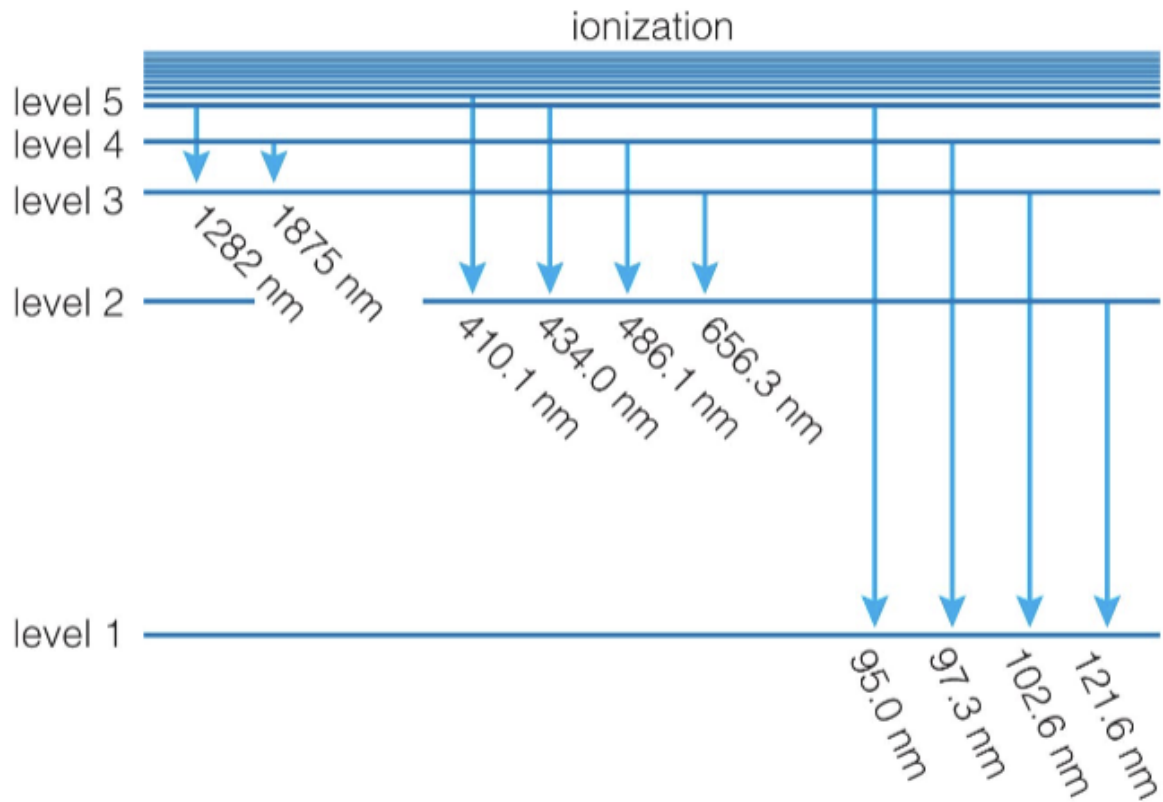 ionization
level 5
level 4
level 3
level 2
level 1
1282 nm
1875 nm
410.1 nm
434.0 nm
486.1 nm
656.3 nm
95.0 nm
97.3 nm
102.6 nm
121.6 nm